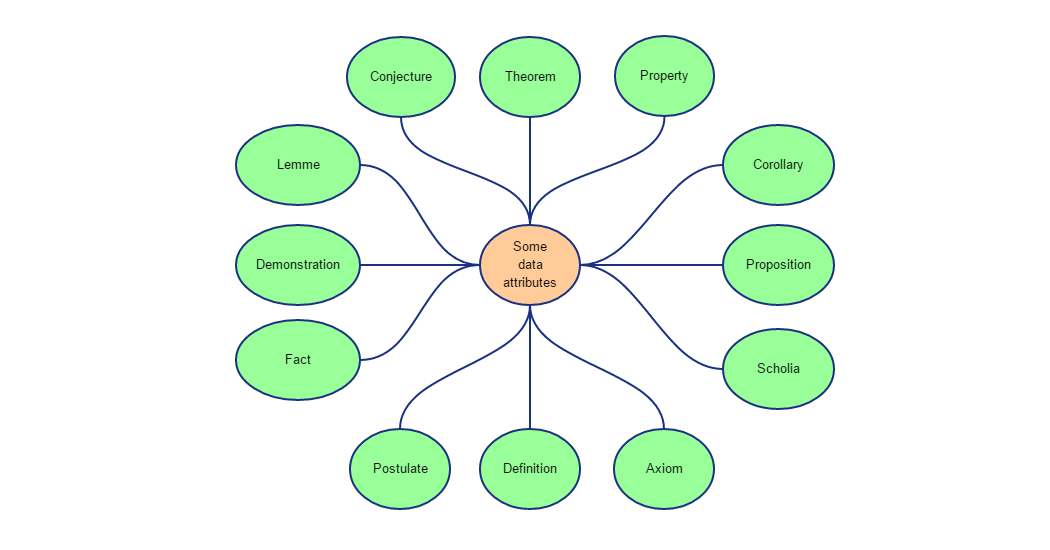 Conjecture
Theorem
Property
Lemme
Corollary
Some
data
attributes
Demonstration
Proposition
Fact
Scholia
Postulate
Definition
Axiom